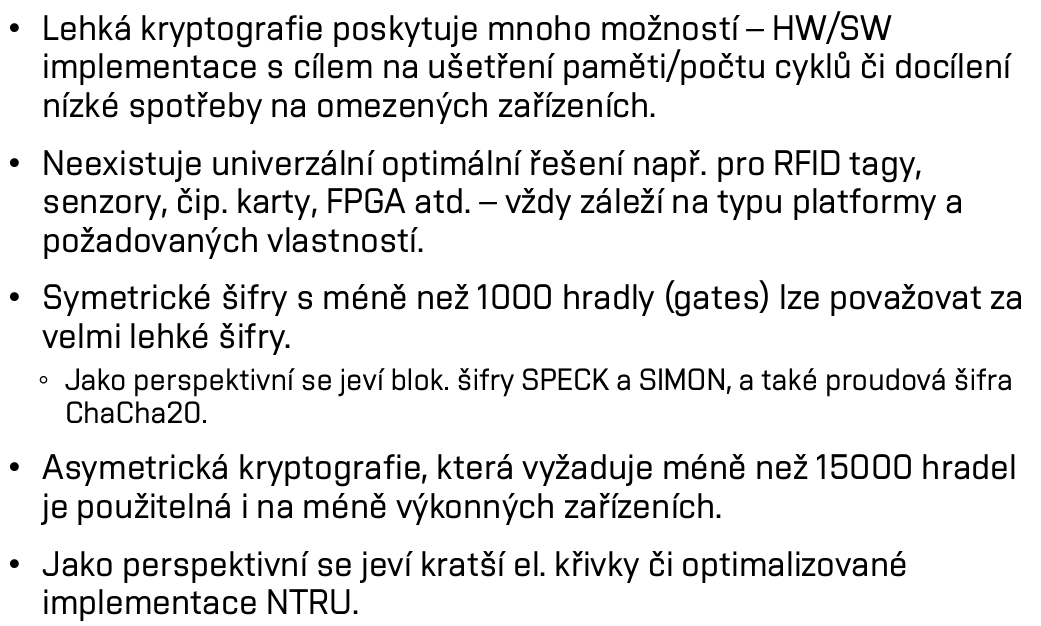 • Lehká kryptografie poskytuje mnoho možností – HW/SW
implementace s cílem na ušetření paměti/počtu cyklů či docílení
nízké spotřeby na omezených zařízeních.
• Neexistuje univerzální optimální řešení např. pro RFID tagy,
senzory, čip. karty, FPGA atd. – vždy záleží na typu platformy a
požadovaných vlastností.
• Symetrické šifry s méně než 1000 hradly (gates) lze považovat za
velmi lehké šifry.
◦ Jako perspektivní se jeví blok. šifry SPECK a SIMON, a také proudová šifra
ChaCha20.
• Asymetrická kryptografie, která vyžaduje méně než 15000 hradel
je použitelná i na méně výkonných zařízeních.
• Jako perspektivní se jeví kratší el. křivky či optimalizované
implementace NTRU.